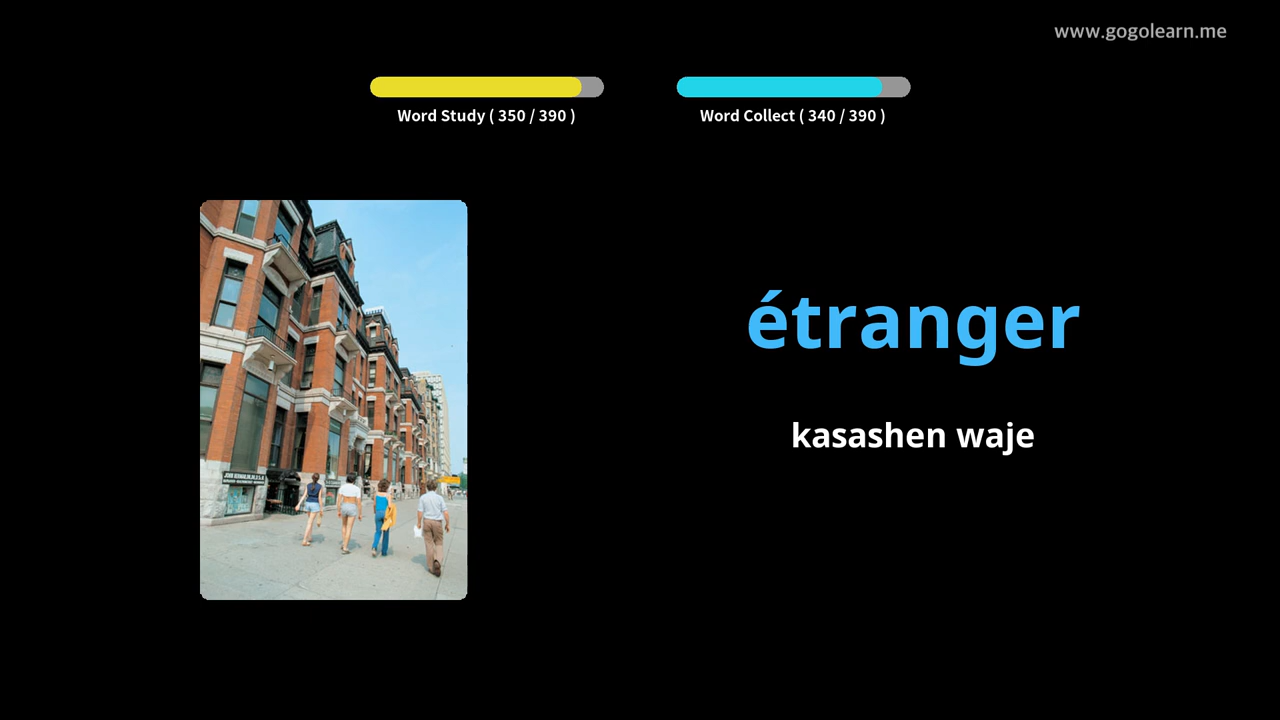 www.gogolearn.me
Word Study ( 350 / 390 )
Word Collect ( 340 / 390 )
étranger
kasashen waje